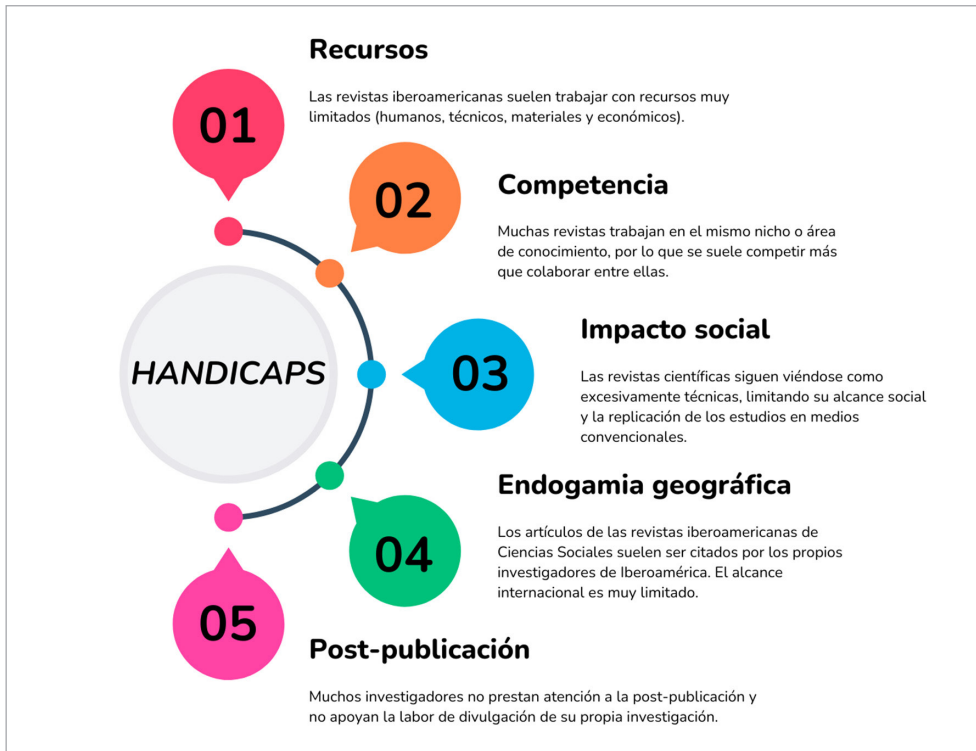 Recursos
01
Las revistas iberoamericanas suelen trabajar con recursos muy
limitados (humanos, técnicos, materiales y económicos).
02
Competencia
Muchas revistas trabajan en el mismo nicho o área
de conocimiento, por lo que se suele competir más
que colaborar entre ellas.
HANDICAPS
03
Impacto social
Las revistas científicas siguen viéndose como
excesivamente técnicas, limitando su alcance social
y la replicación de los estudios en medios
convencionales.
04
Endogamia geográfica
Los artículos de las revistas iberoamericanas de
Ciencias Sociales suelen ser citados por los propios
investigadores de Iberoamérica. El alcance
internacional es muy limitado.
05
Post-publicación
Muchos investigadores no prestan atención a la post-publicación y
no apoyan la labor de divulgación de su propia investigación.